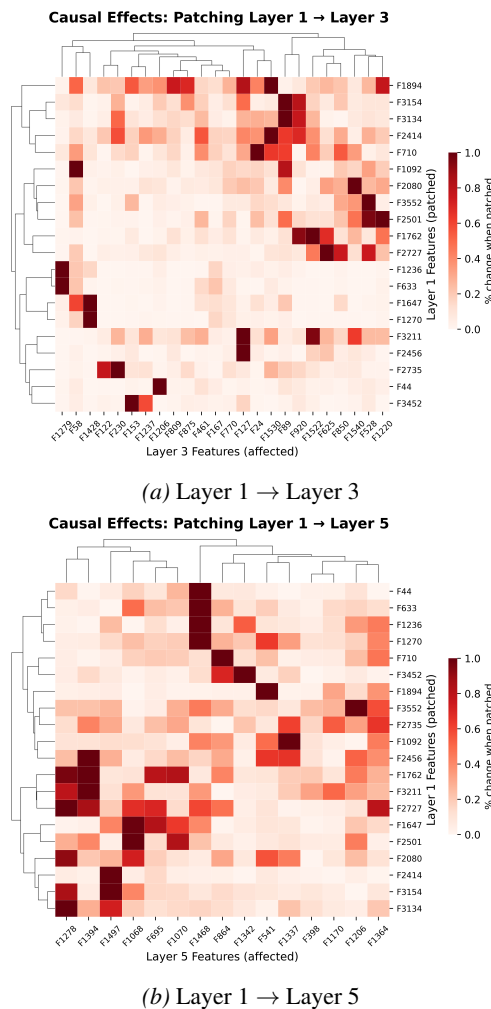 Causal Effects: Patching Layer 1 → Layer 3
F1894
F3154
F3134
F2414
F710
F1092
F2080
F3552
F2501
F1762
F2727
F1236
F633
F1647
F1270
F3211
F2456
F2735
F44
F3452
Layer 1 Features (patched)
1.0
0.8
0.6
0.4
0.2
0.0
% change when patched
F1279 F58 F1428 F122 F230 F153 F1237 F1206 F809 F875 F461 F167 F770 F127 F24 F1530 F89 F920 F1522 F625 F850 F1540 F528 F1220
Layer 3 Features (affected)
(a) Layer 1 → Layer 3
Causal Effects: Patching Layer 1 → Layer 5
F44
F633
F1236
F1270
F710
F3452
F1894
F3552
F2735
F1092
F2456
F1762
F3211
F2727
F1647
F2501
F2080
F2414
F3154
F3134
Layer 1 Features (patched)
1.0
0.8
0.6
0.4
0.2
0.0
% change when patched
F1278 F1394 F1497 F1068 F695 F1070 F1468 F864 F1342 F541 F1337 F398 F1170 F1206 F1364
Layer 5 Features (affected)
(b) Layer 1 → Layer 5